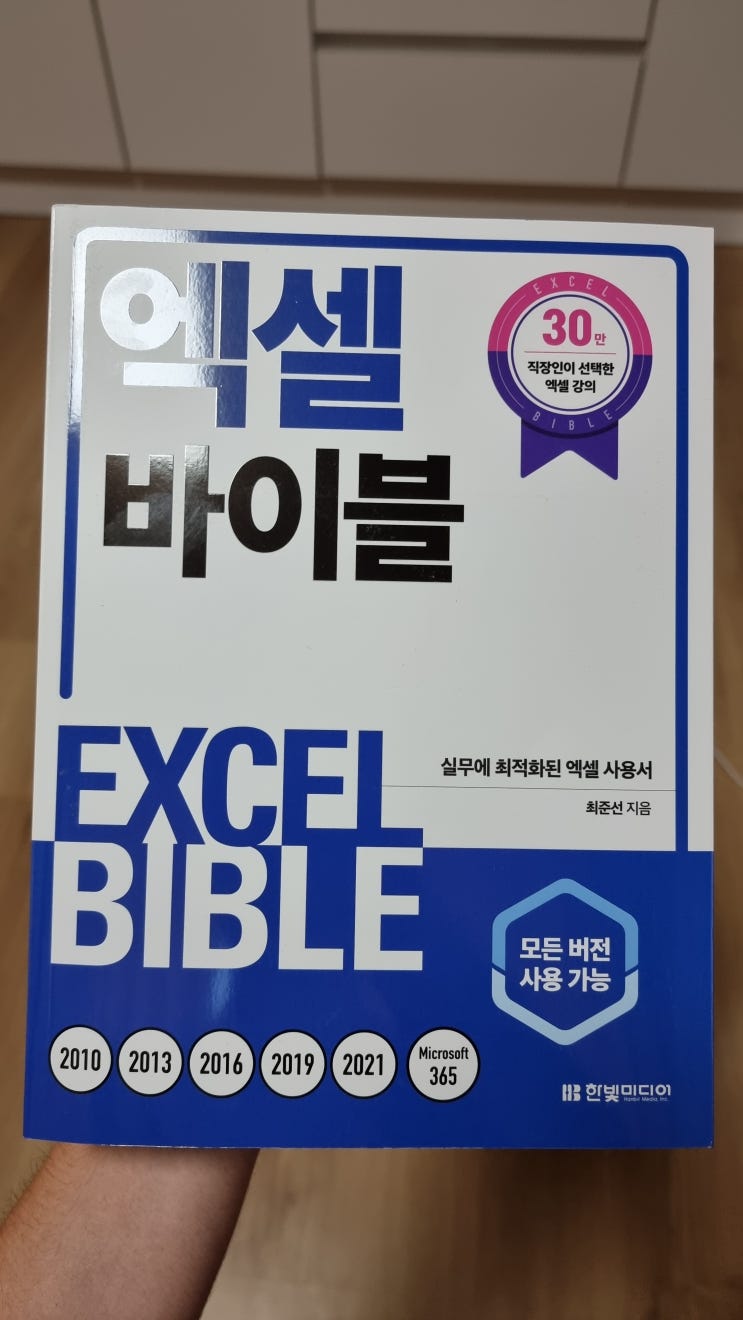 엑셀
바이블
EXCEL
30만
직장인이 선택한
엑셀 강의
BIBLE
EXCEL
BIBLE
실무에 최적화된 엑셀 사용서
최준선 지음
모든 버전
사용 가능
2010 2013 2016 2019 2021 Microsoft 365
한빛미디어
Hanbit Media, Inc.